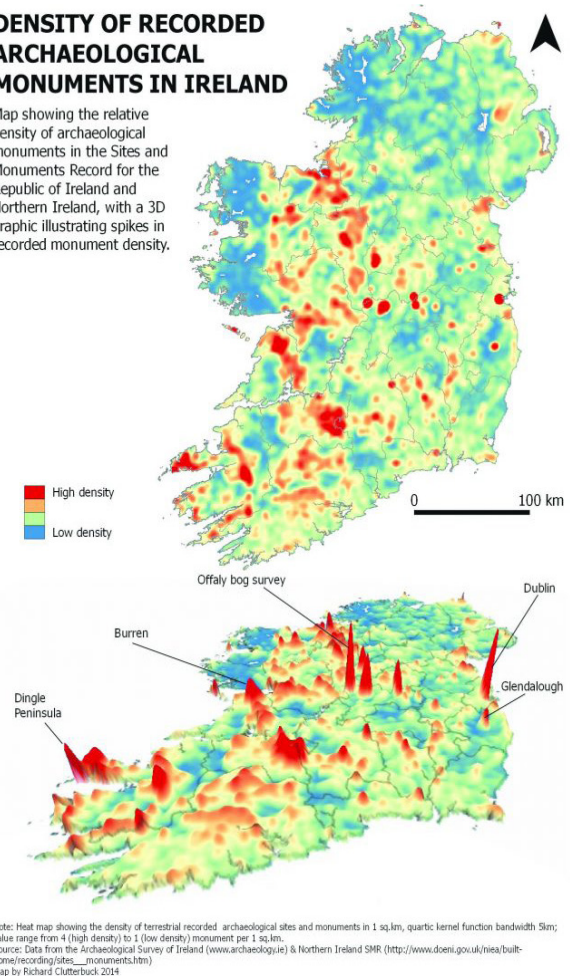 DENSITY OF RECORDED
ARCHAEOLOGICAL
MONUMENTS IN IRELAND
Map showing the relative
density of archaeological
monuments in the Sites and
Monuments Record for the
Republic of Ireland and
Northern Ireland, with a 3D
graphic illustrating spikes in
recorded monument density.
High density
Low density
0 100 km
Offaly bog survey
Dublin
Burren
Glendalough
Dingle
Peninsula
Note: Heat map showing the density of terrestrial recorded archaeological sites and monuments in 1 sq.km, quartic kernel function bandwidth 5km;
value range from 4 (high density) to 1 (low density) monument per 1 sq.km.
Source: Data from the Archaeological Survey of Ireland (www.archaeology.ie) & Northern Ireland SMR (http://www.doeni.gov.uk/niea/built-
home/recording/sites__monuments.htm)
Map by Richard Clutterbuck 2014